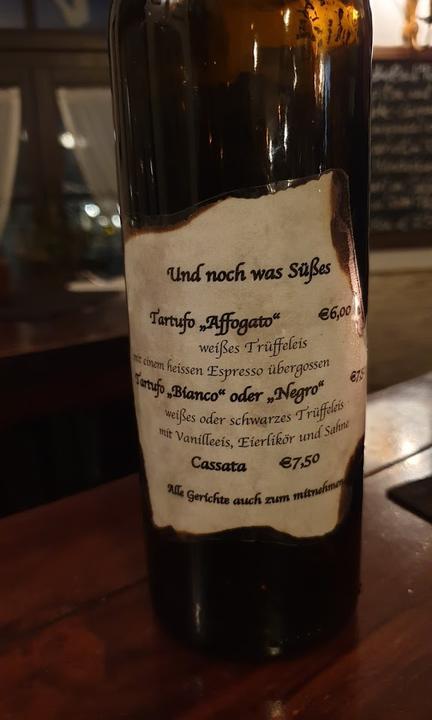 Und noch was Süßes
Tartufo „Affogato“ €6,00
weißes Trüffeleis
mit einem heissen Espresso übergossen
Tartufo „Bianco“ oder „Negro“
weißes oder schwarzes Trüffeleis
mit Vanilleeis, Eierlikör und Sahne
Cassata €7,50
Alle Gerichte auch zum mitnehmen